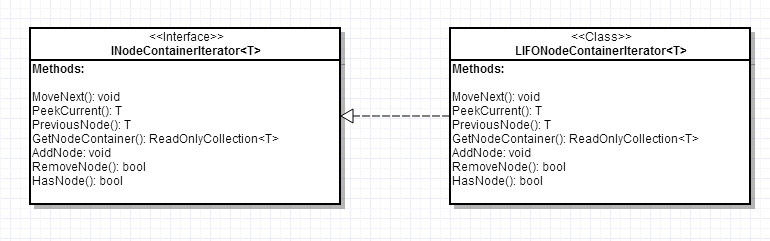 <<Interface>>
INodeContainerIterator<T>
Methods:
MoveNext(): void
PeekCurrent(): T
PreviousNode(): T
GetNodeContainer(): ReadOnlyCollection<T>
AddNode: void
RemoveNode(): bool
HasNode(): bool
<<Class>>
LIFONodeContainerIterator<T>
Methods:
MoveNext(): void
PeekCurrent(): T
PreviousNode(): T
GetNodeContainer(): ReadOnlyCollection<T>
AddNode: void
RemoveNode(): bool
HasNode(): bool